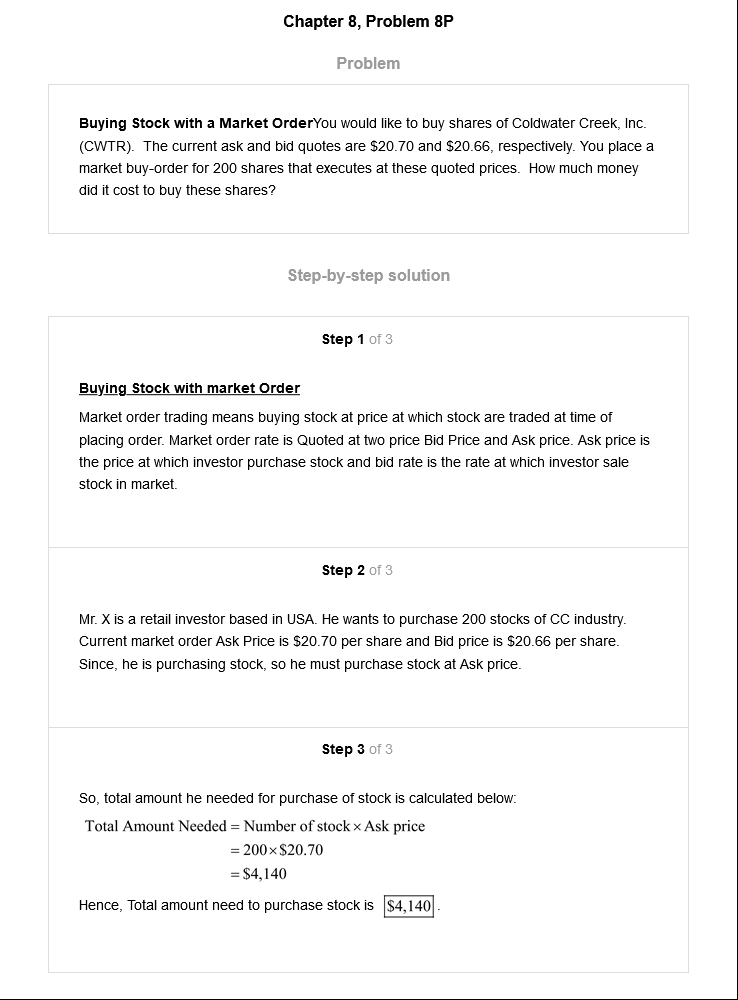 Chapter 8, Problem 8P
Problem
Buying Stock with a Market OrderYou would like to buy shares of Coldwater Creek, Inc.
(CWTR).  The current ask and bid quotes are $20.70 and $20.66, respectively. You place a
market buy-order for 200 shares that executes at these quoted prices.  How much money
did it cost to buy these shares?
Step-by-step solution
Step 1 of 3
Buying Stock with market Order
Market order trading means buying stock at price at which stock are traded at time of
placing order. Market order rate is Quoted at two price Bid Price and Ask price. Ask price is
the price at which investor purchase stock and bid rate is the rate at which investor sale
stock in market.
Step 2 of 3
Mr. X is a retail investor based in USA. He wants to purchase 200 stocks of CC industry.
Current market order Ask Price is $20.70 per share and Bid price is $20.66 per share.
Since, he is purchasing stock, so he must purchase stock at Ask price.
Step 3 of 3
So, total amount he needed for purchase of stock is calculated below:
Total Amount Needed = Number of stock × Ask price
= 200 × $20.70
= $4,140
Hence, Total amount need to purchase stock is $4,140.